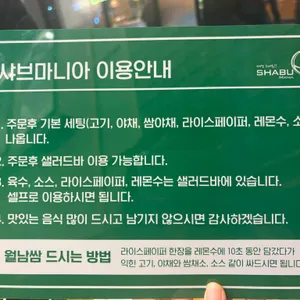 샤브마니아 이용안내
SHABU
1. 주문후 기본 세팅(고기, 야채, 쌈야채, 라이스페이퍼, 레몬수, 소
나옵니다.
2. 주문후 샐러드바 이용 가능합니다.
3. 육수, 소스, 라이스페이퍼, 레몬수는 샐러드바에 있습니다.
셀프로 이용하시면 됩니다.
4. 맛있는 음식 많이 드시고 남기지 않으시면 감사하겠습니다.
월남쌈 드시는 방법
라이스페이퍼 한장을 레몬수에 10초 동안 담갔다가
익힌 고기, 야채와 쌈채소, 소스 같이 싸드시면 됩니다